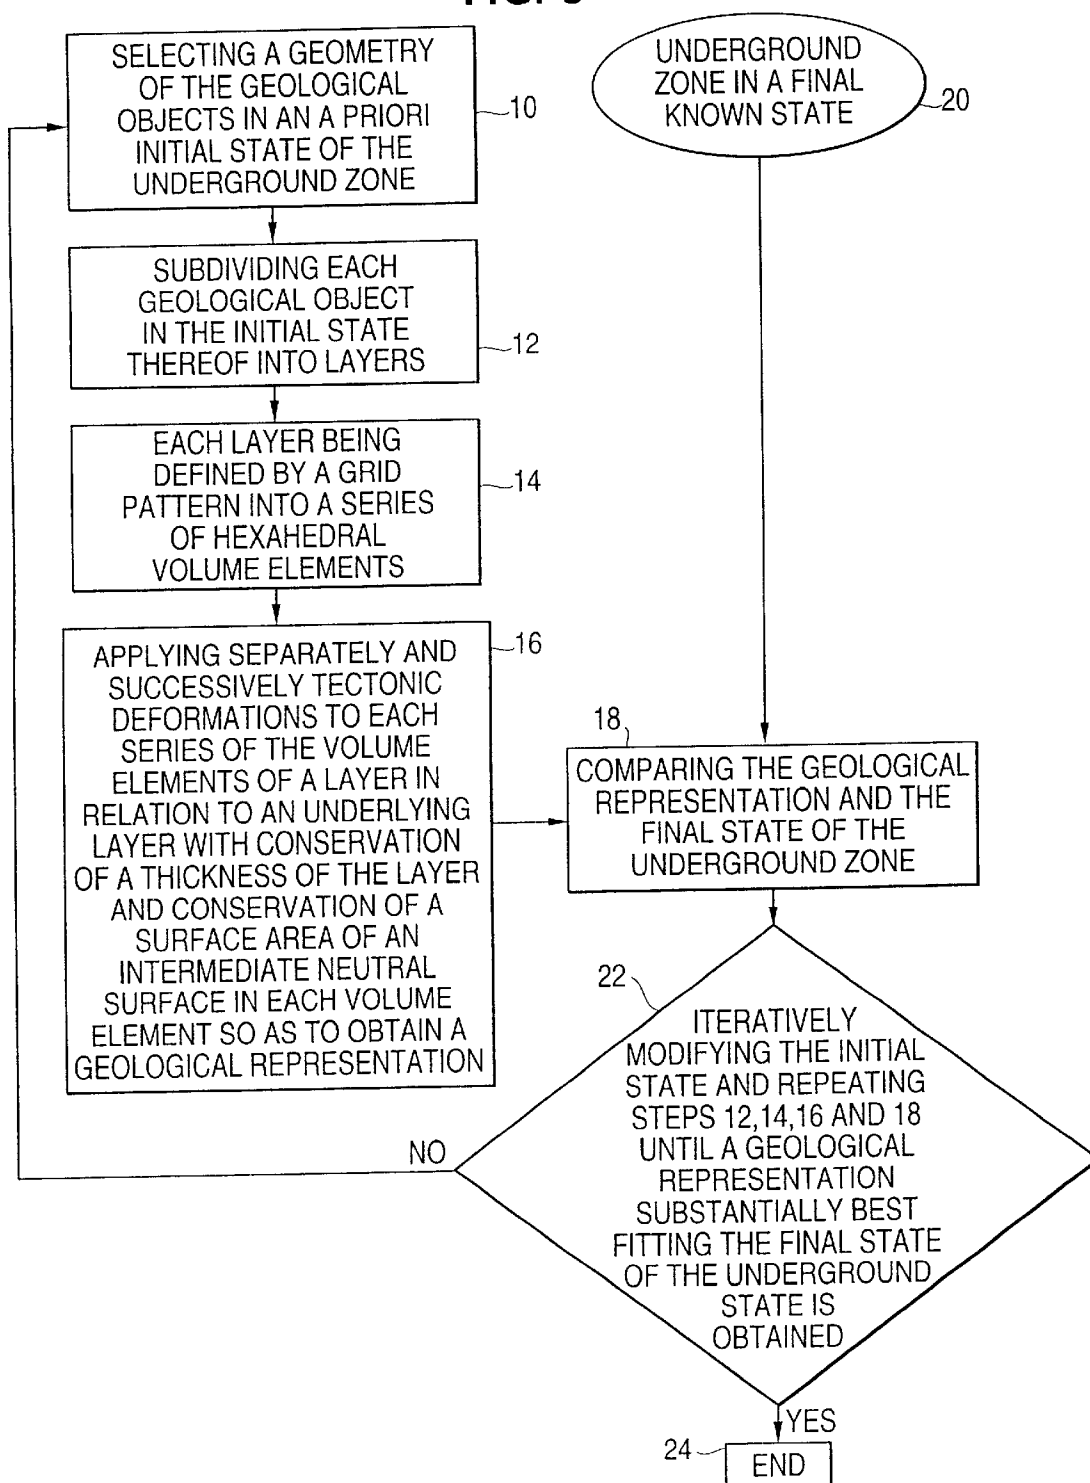 SELECTING A GEOMETRY
OF THE GEOLOGICAL
OBJECTS IN AN A PRIORI
INITIAL STATE OF THE
UNDERGROUND ZONE
10
UNDERGROUND
ZONE IN A FINAL
KNOWN STATE
20
SUBDIVIDING EACH
GEOLOGICAL OBJECT
IN THE INITIAL STATE
THEREOF INTO LAYERS
12
EACH LAYER BEING
DEFINED BY A GRID
PATTERN INTO A SERIES
OF HEXAHEDRAL
VOLUME ELEMENTS
14
APPLYING SEPARATELY AND
SUCCESSIVELY TECTONIC
DEFORMATIONS TO EACH
SERIES OF THE VOLUME
ELEMENTS OF A LAYER IN
RELATION TO AN UNDERLYING
LAYER WITH CONSERVATION
OF A THICKNESS OF THE LAYER
AND CONSERVATION OF A
SURFACE AREA OF AN
INTERMEDIATE NEUTRAL
SURFACE IN EACH VOLUME
ELEMENT SO AS TO OBTAIN A
GEOLOGICAL REPRESENTATION
16
18
COMPARING THE GEOLOGICAL
REPRESENTATION AND THE
FINAL STATE OF THE
UNDERGROUND ZONE
22
ITERATIVELY
MODIFYING THE INITIAL
STATE AND REPEATING
STEPS 12,14,16 AND 18
UNTIL A GEOLOGICAL
REPRESENTATION
SUBSTANTIALLY BEST
FITTING THE FINAL STATE
OF THE UNDERGROUND
STATE IS
OBTAINED
NO
YES
24
END